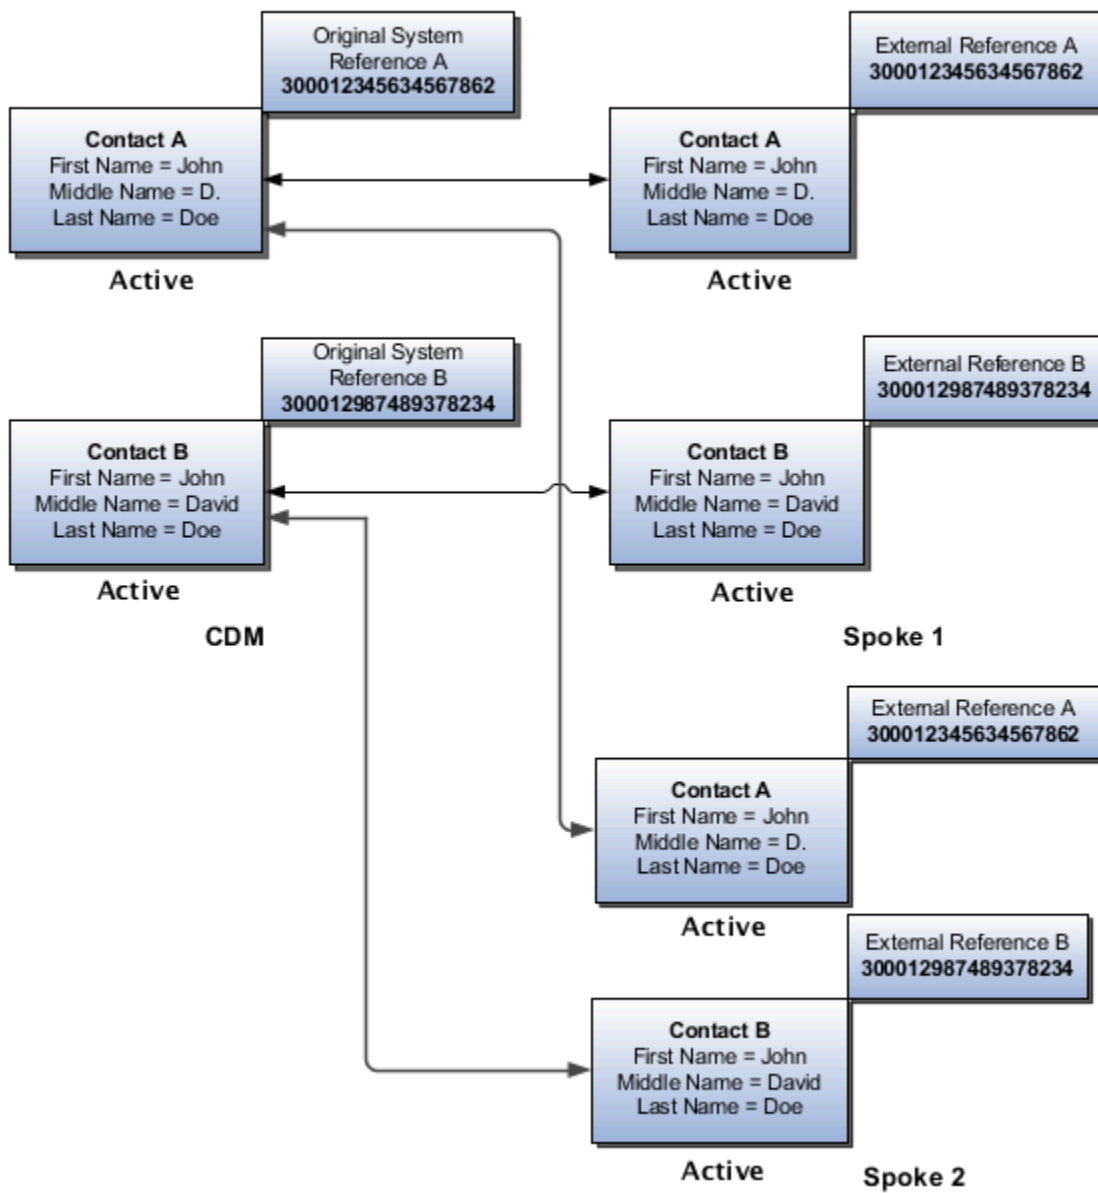 Original System
Reference A
300012345634567862
Contact A
First Name = John
Middle Name = D.
Last Name = Doe
Active
External Reference A
300012345634567862
Contact A
First Name = John
Middle Name = D.
Last Name = Doe
Active
Original System
Reference B
300012987489378234
Contact B
First Name = John
Middle Name = David
Last Name = Doe
Active
CDM
External Reference B
300012987489378234
Contact B
First Name = John
Middle Name = David
Last Name = Doe
Active
Spoke 1
External Reference A
300012345634567862
Contact A
First Name = John
Middle Name = D.
Last Name = Doe
Active
External Reference B
300012987489378234
Contact B
First Name = John
Middle Name = David
Last Name = Doe
Active
Spoke 2